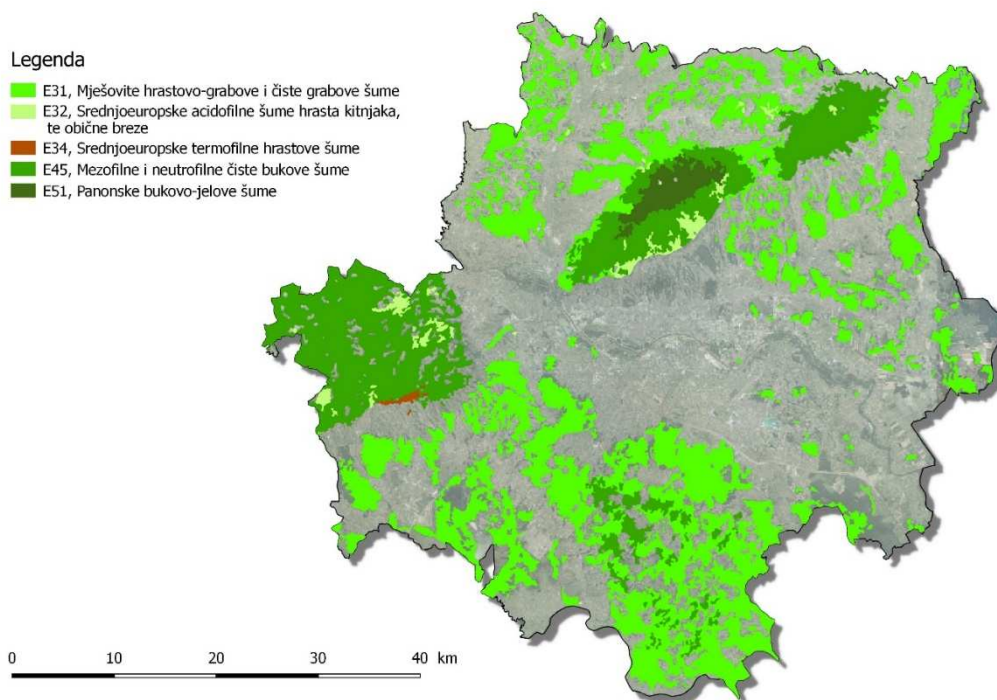 Legenda
E31, Mješovite hrastovo-grabove i čiste grabove šume
E32, Srednjoeuropske acidofilne šume hrasta kitnjaka,
te obične breze
E34, Srednjoeuropske termofilne hrastove šume
E45, Mezofilne i neutrofilne čiste bukove šume
E51, Panonske bukovo-jelove šume
0 10 20 30 40 km